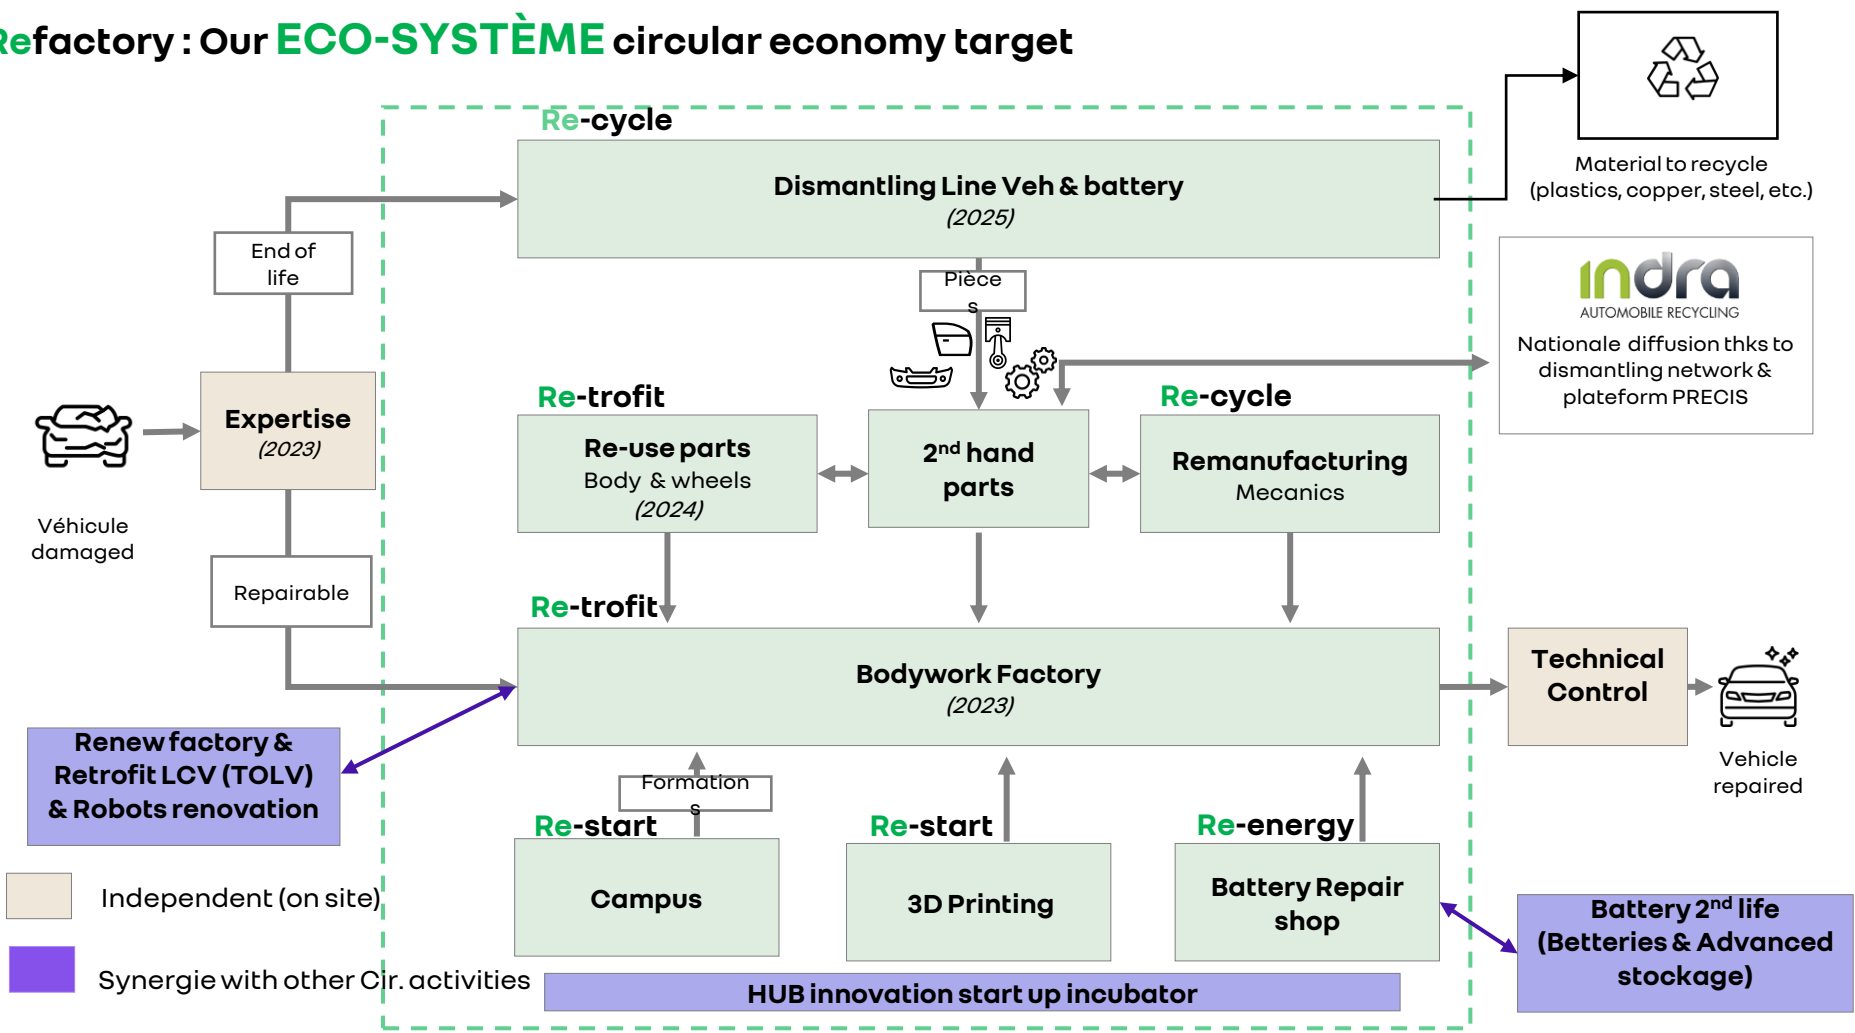 Refactory : Our ECO-SYSTÈME circular economy target
Re-cycle
Dismantling Line Veh & battery
(2025)
Material to recycle
(plastics, copper, steel, etc.)
End of
life
Pièce
s
indra
AUTOMOBILE RECYCLING
Nationale diffusion thks to
dismantling network &
plateform PRECIS
Expertise
(2023)
Véhicule
damaged
Re-trofit
Re-use parts
Body & wheels
(2024)
2nd hand
parts
Re-cycle
Remanufacturing
Mecanics
Repairable
Re-trofit
Bodywork Factory
(2023)
Technical
Control
Vehicle
repaired
Renew factory &
Retrofit LCV (TOLV)
& Robots renovation
Formation
s
Re-start
Campus
Re-start
3D Printing
Re-energy
Battery Repair
shop
Battery 2nd life
(Betteries & Advanced
stockage)
Independent (on site)
Synergie with other Cir. activities
HUB innovation start up incubator